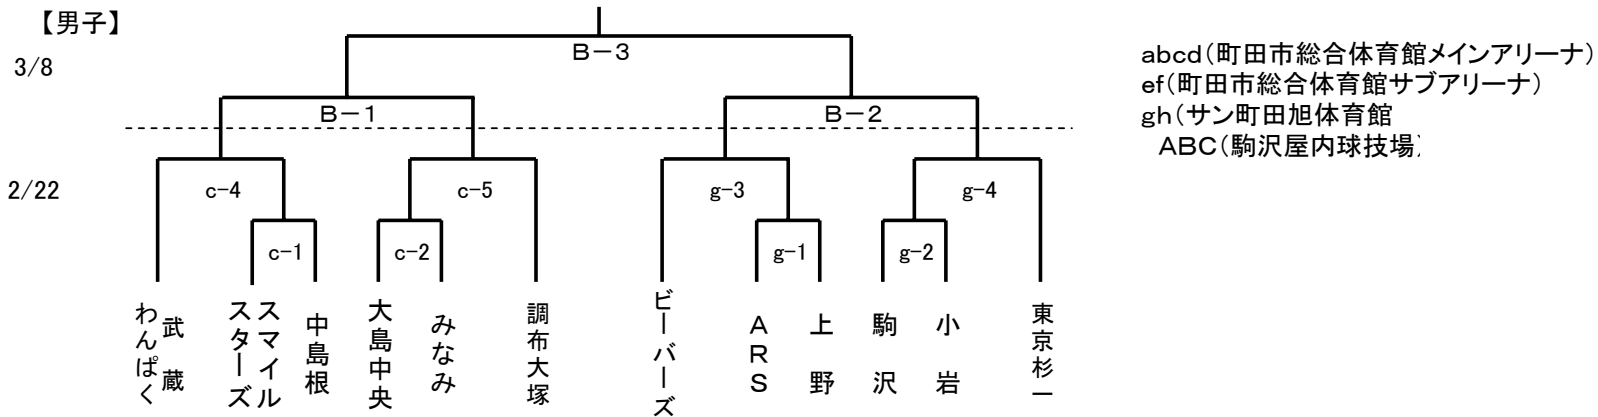 【男子】
B-3
3/8
abcd（町田市総合体育館メインアリーナ）
ef（町田市総合体育館サブアリーナ）
B-1
B-2
gh（サン町田旭体育館
ABC（駒沢屋内球技場）
2/22
c-4
c-5
g-3
g-4
c-1
c-2
g-1
g-2
武蔵
わんぱく
スマイル
スターズ
中島根
大島中央
みなみ
調布大塚
ビーバーズ
ARS
上野
駒沢
小岩
東京杉一